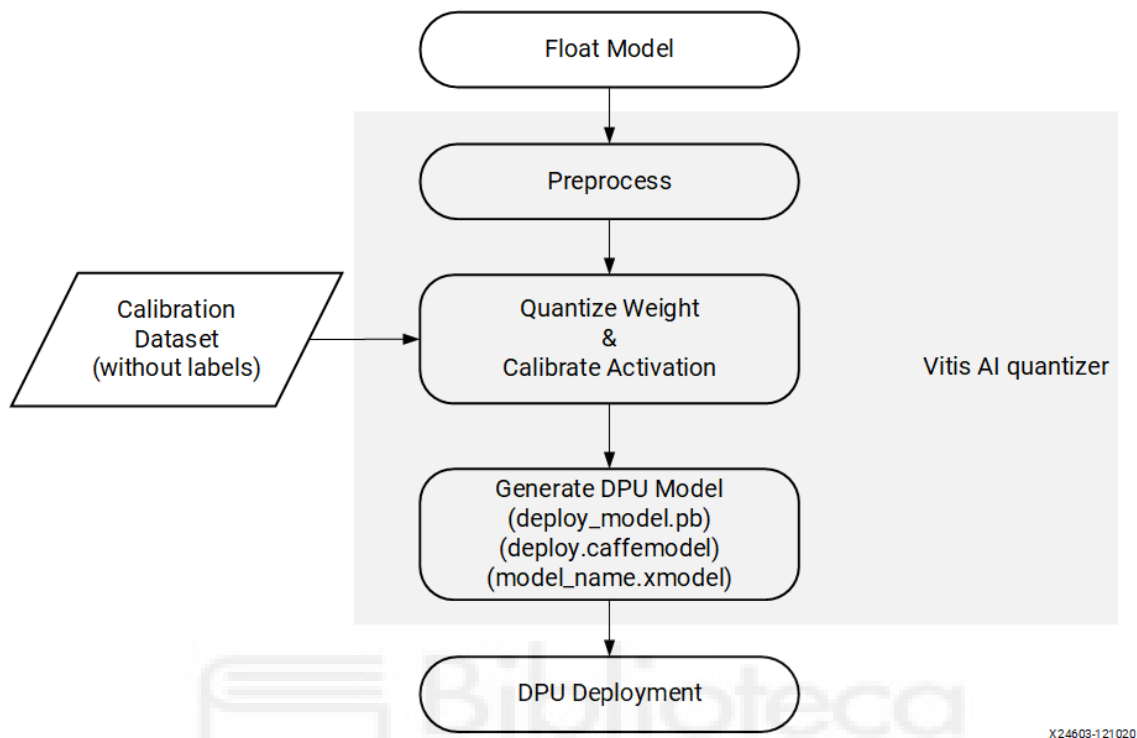 Float Model
Preprocess
Calibration
Dataset
(without labels)
Quantize Weight
&
Calibrate Activation
Vitis AI quantizer
Generate DPU Model
(deploy_model.pb)
(deploy.caffemodel)
(model_name.xmodel)
Biblioteca
DPU Deployment
X24603-121020